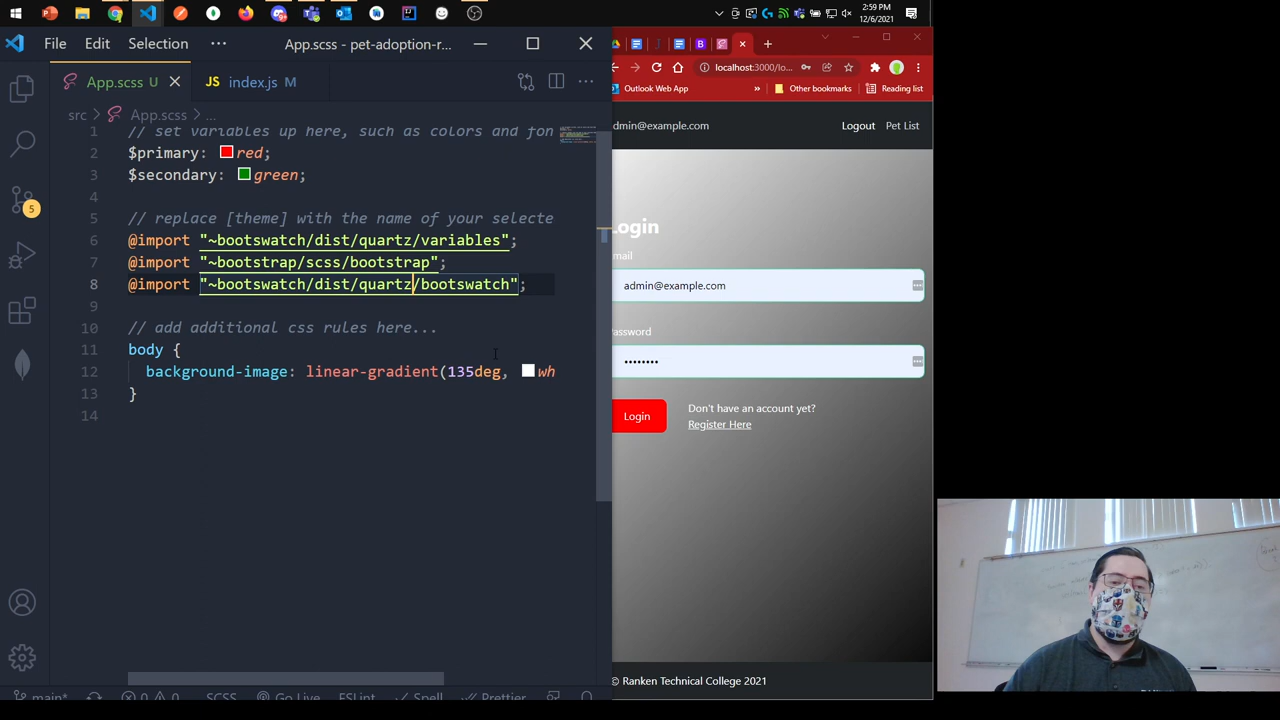 2:59 PM
12/6/2021
File Edit Selection ··· App.scss - pet-adoption-r...
App.scss U
JS index.js M
src > App.scss > ...
1 // set variables up here, such as colors and fon
2 $primary: red;
3 $secondary: green;
4
5 // replace [theme] with the name of your selecte
6 @import "~bootswatch/dist/quartz/variables";
7 @import "~bootstrap/scss/bootstrap";
8 @import "~bootswatch/dist/quartz/bootswatch";
9
10 // add additional css rules here...
11 body {
12 background-image: linear-gradient(135deg, wh
13 }
14
5
main* 0 0 SCSS Go Live ESLint Spell Prettier
localhost:3000/lo...
Outlook Web App » Other bookmarks Reading list
dmin@example.com Logout Pet List
Login
mail
admin@example.com
assword
••••••••
Login
Don't have an account yet?
Register Here
© Ranken Technical College 2021